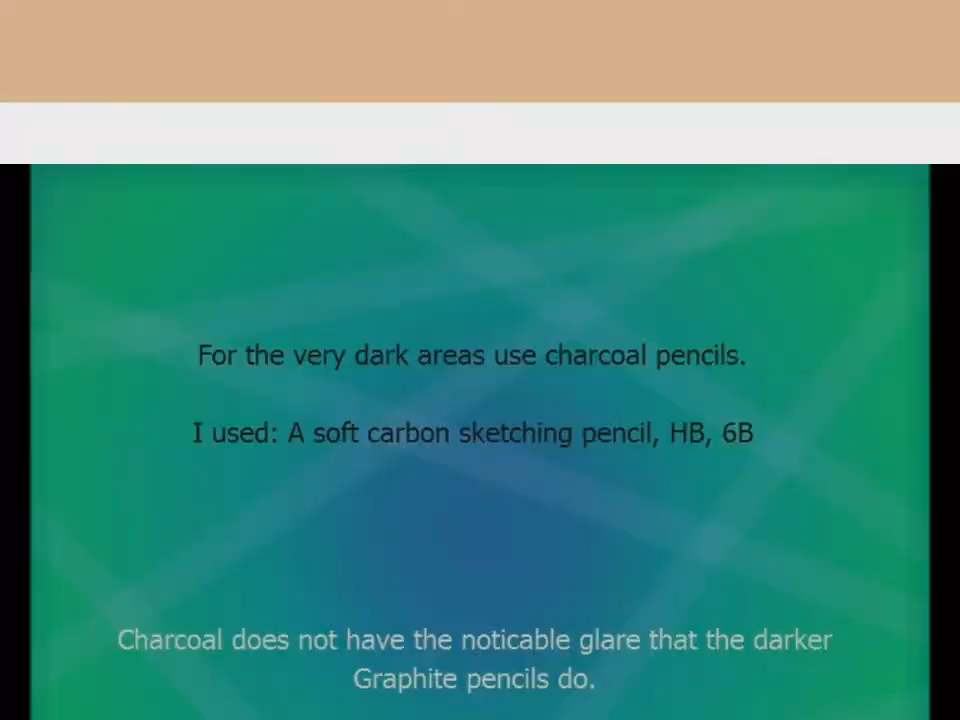 For the very dark areas use charcoal pencils.
I used: A soft carbon sketching pencil, HB, 6B
Charcoal does not have the noticable glare that the darker
Graphite pencils do.